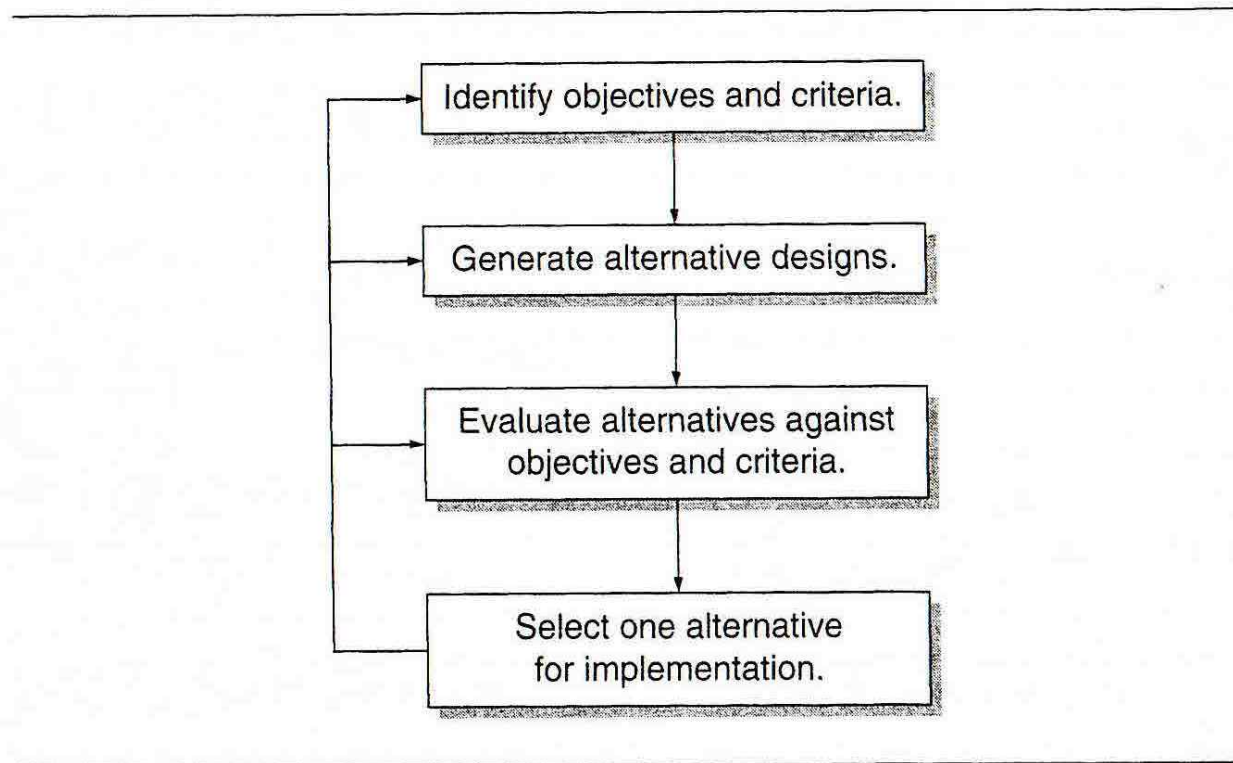 Identify objectives and criteria.
Generate alternative designs.
Evaluate alternatives against
objectives and criteria.
Select one alternative
for implementation.